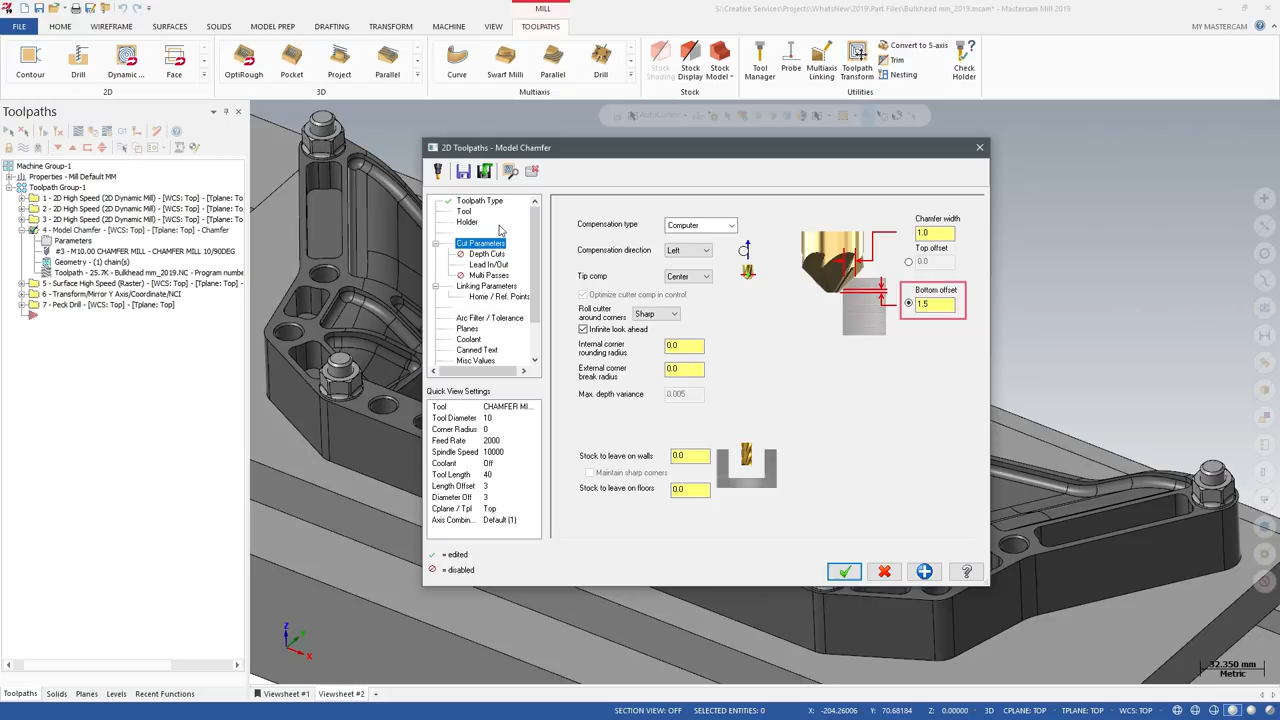 MILL
S:\Creative Services\Projects\WhatsNew\2019\Part Files\Bulkhead mm_2019.mcam* - Mastercam Mill 2019
FILE HOME WIREFRAME SURFACES SOLIDS MODEL PREP DRAFTING TRANSFORM MACHINE VIEW TOOLPATHS MY MASTERCAM
Contour Drill Dynamic ... Face OptiRough Pocket Project Parallel Curve Swarf Milli Parallel Drill
Stock Shading Stock Display Stock Model Tool Manager Probe Multiaxis Linking Toolpath Transform Convert to 5-axis Trim Nesting Check Holder
2D 3D Multiaxis Stock Utilities
Toolpaths
Machine Group-1
Properties - Mill Default MM
Toolpath Group-1
1 - 2D High Speed (2D Dynamic Mill) - [WCS: Top] - [Tplane:
2 - 2D High Speed (2D Dynamic Mill) - [WCS: Top] - [Tplane:
3 - 2D High Speed (2D Dynamic Mill) - [WCS: Top] - [Tplane:
4 - Model Chamfer - [WCS: Top] - [Tplane: Top] - Chamfer
Parameters
#3 - M10.00 CHAMFER MILL - CHAMFER MILL 10/90DEG
Geometry - (1) chain(s)
Toolpath - 25.7K - Bulkhead mm_2019.NC - Program number
5 - Surface High Speed (Raster) - [WCS: Top] - [Tplane: Top]
6 - Transform/Mirror Y Axis/Coordinate/NCI
7 - Peck Drill - [WCS: Top] - [Tplane: Top]
AutoCursor
2D Toolpaths - Model Chamfer
Toolpath Type
Tool
Holder
Cut Parameters
Depth Cuts
Lead In/Out
Multi Passes
Linking Parameters
Home / Ref. Points
Arc Filter / Tolerance
Planes
Coolant
Canned Text
Misc Values
Quick View Settings
Tool CHAMFER MI...
Tool Diameter 10
Corner Radius 0
Feed Rate 2000
Spindle Speed 10000
Coolant Off
Tool Length 40
Length Offset 3
Diameter Off 3
Cplane / Tpl Top
Axis Combin... Default (1)
= edited
= disabled
Compensation type Computer
Compensation direction Left
Tip comp Center
Optimize cutter comp in control
Roll cutter around corners Sharp
Infinite look ahead
Internal corner rounding radius 0.0
External corner break radius 0.0
Max. depth variance 0.005
Stock to leave on walls 0.0
Maintain sharp corners
Stock to leave on floors 0.0
Chamfer width
1.0
Top offset
0.0
Bottom offset
1.5
Z
Y
X
32.350 mm
Metric
Toolpaths Solids Planes Levels Recent Functions Viewsheet #1 Viewsheet #2 +
SECTION VIEW: OFF SELECTED ENTITIES: 0 X: -204.26006 Y: 70.68184 Z: 0.00000 3D CPLANE: TOP TPLANE: TOP WCS: TOP